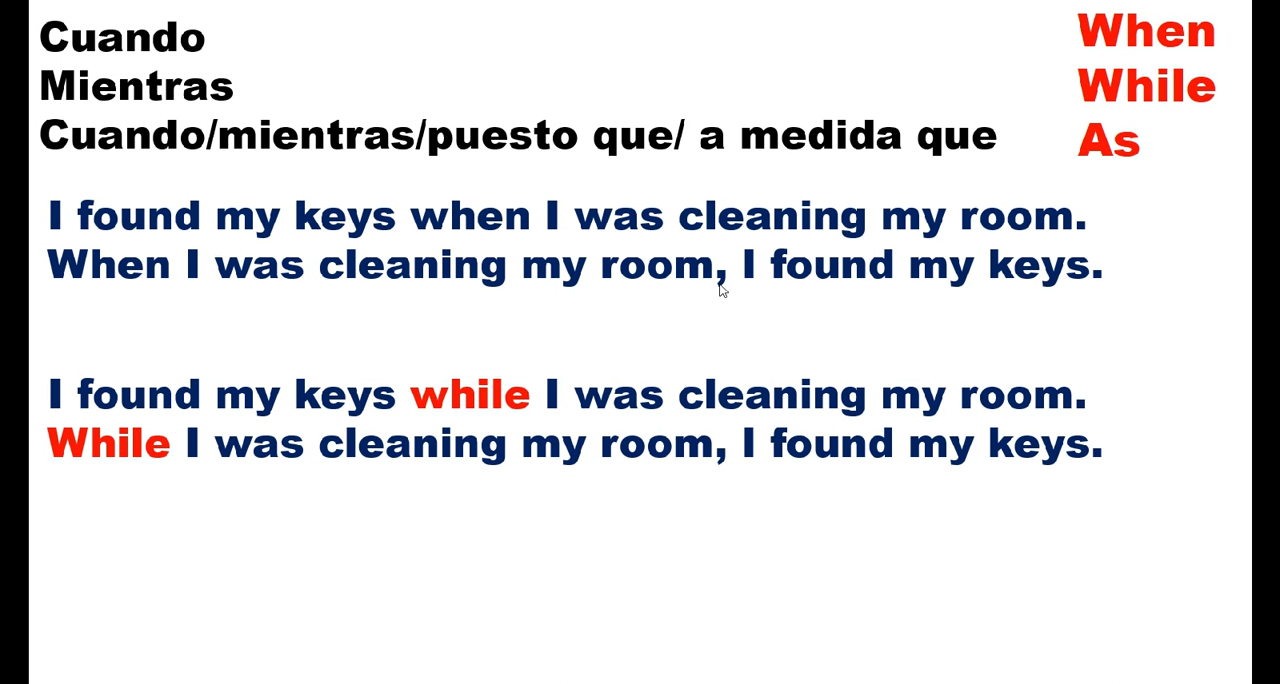 Cuando
When
Mientras
While
Cuando/mientras/puesto que/ a medida que
As
I found my keys when I was cleaning my room.
When I was cleaning my room, I found my keys.
I found my keys while I was cleaning my room.
While I was cleaning my room, I found my keys.